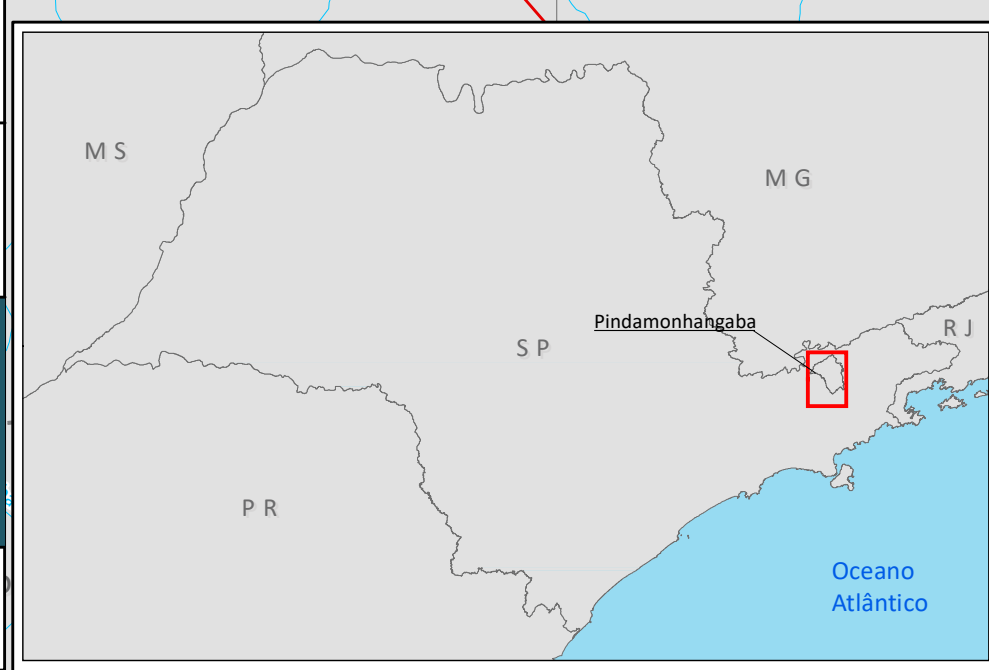 M S
M G
Pindamonhangaba
R J
S P
P R
Oceano
Atlântico